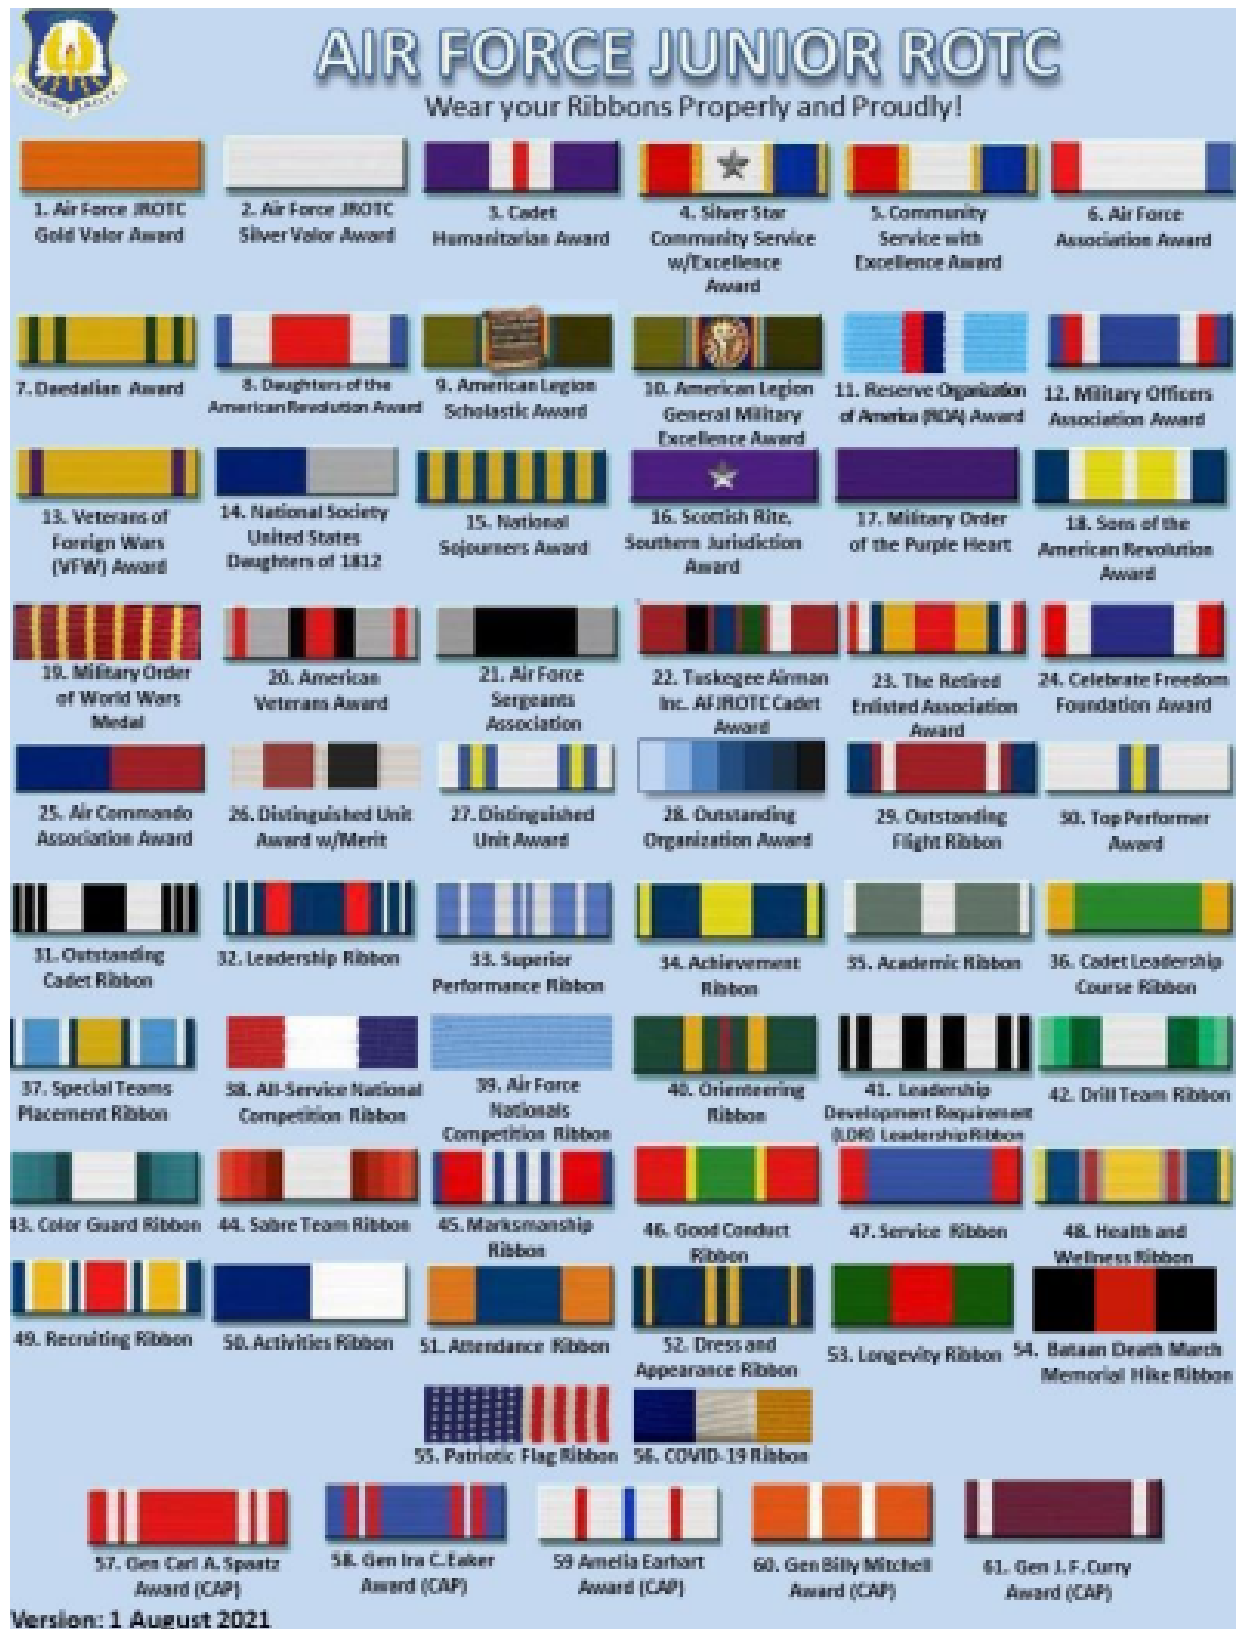 AIR FORCE JUNIOR ROTC
Wear your Ribbons Properly and Proudly!
1. Air Force JROTC
Gold Valor Award
2. Air Force JROTC
Silver Valor Award
3. Cadet
Humanitarian Award
4. Silver Star
Community Service
w/Excellence
Award
5. Community
Service with
Excellence Award
6. Air Force
Association Award
7. Daedalian Award
8. Daughters of the
American Revolution Award
9. American Legion
Scholastic Award
10. American Legion
General Military
Excellence Award
11. Reserve Organization
of America (ROA) Award
12. Military Officers
Association Award
13. Veterans of
Foreign Wars
(VFW) Award
14. National Society
United States
Daughters of 1812
15. National
Sojourners Award
16. Scottish Rite,
Southern Jurisdiction
Award
17. Military Order
of the Purple Heart
18. Sons of the
American Revolution
Award
19. Military Order
of World Wars
Medal
20. American
Veterans Award
21. Air Force
Sergeants
Association
22. Tuskegee Airman
Inc. AFJROTC Cadet
Award
23. The Retired
Enlisted Association
Award
24. Celebrate Freedom
Foundation Award
25. Air Commando
Association Award
26. Distinguished Unit
Award w/Merit
27. Distinguished
Unit Award
28. Outstanding
Organization Award
29. Outstanding
Flight Ribbon
30. Top Performer
Award
31. Outstanding
Cadet Ribbon
32. Leadership Ribbon
33. Superior
Performance Ribbon
34. Achievement
Ribbon
35. Academic Ribbon
36. Cadet Leadership
Course Ribbon
37. Special Teams
Placement Ribbon
38. All-Service National
Competition Ribbon
39. Air Force
Nationals
Competition Ribbon
40. Orienteering
Ribbon
41. Leadership
Development Requirement
(LDR) Leadership Ribbon
42. Drill Team Ribbon
43. Color Guard Ribbon
44. Sabre Team Ribbon
45. Marksmanship
Ribbon
46. Good Conduct
Ribbon
47. Service Ribbon
48. Health and
Wellness Ribbon
49. Recruiting Ribbon
50. Activities Ribbon
51. Attendance Ribbon
52. Dress and
Appearance Ribbon
53. Longevity Ribbon
54. Bataan Death March
Memorial Hike Ribbon
55. Patriotic Flag Ribbon
56. COVID-19 Ribbon
57. Gen Carl A. Spaatz
Award (CAP)
58. Gen Ira C. Eaker
Award (CAP)
59 Amelia Earhart
Award (CAP)
60. Gen Billy Mitchell
Award (CAP)
61. Gen J. F. Curry
Award (CAP)
Version: 1 August 2021